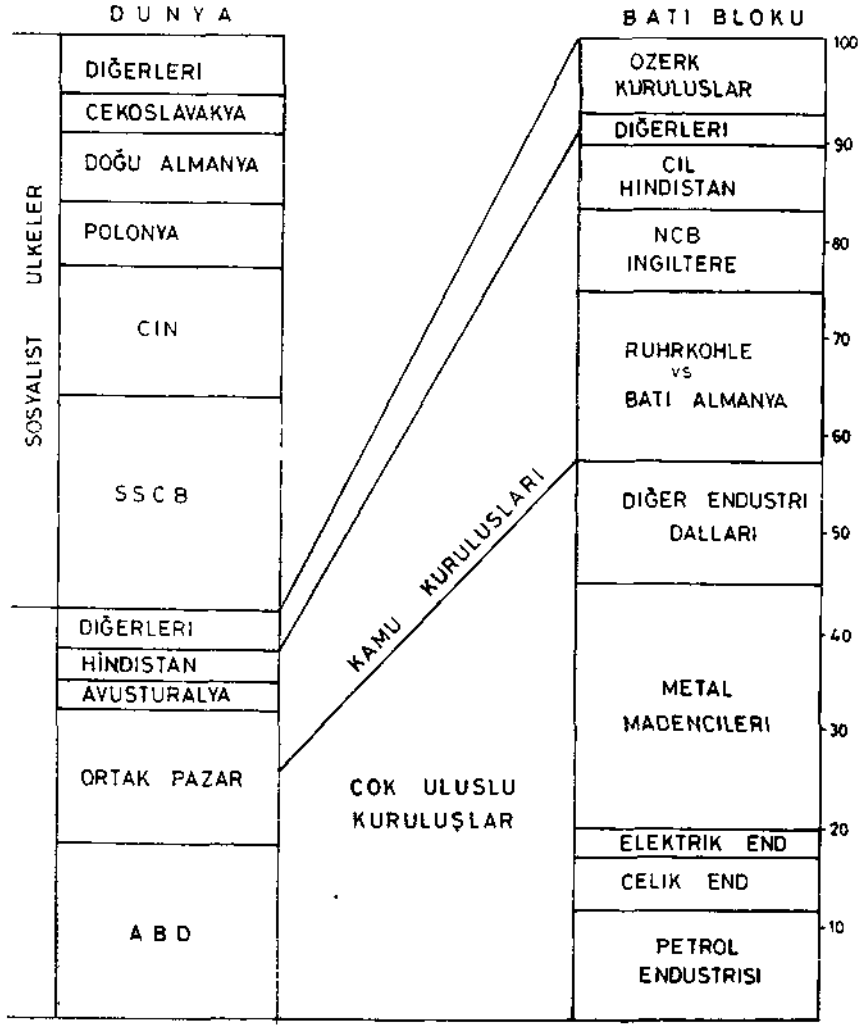 DUNYA
DIĞERLERİ
CEKOSLAVAKYA
DOĞU ALMANYA
POLONYA
CIN
SSCB
SOSYALIST ULKELER
DIĞERLERI
HİNDISTAN
AVUSTURALYA
ORTAK PAZAR
ABD
KAMU KURULUSLARI
COK ULUSLU
KURULUŞLAR
BATI BLOKU
OZERK
KURULUSLAR
DIĞERLERI
CIL
HINDISTAN
NCB
INGILTERE
RUHRKOHLE
VS
BATI ALMANYA
DIĞER ENDUSTRI
DALLARI
METAL
MADENCILERI
ELEKTRIK END
CELIK END
PETROL
ENDUSTRISI
100
90
80
70
60
50
40
30
20
10